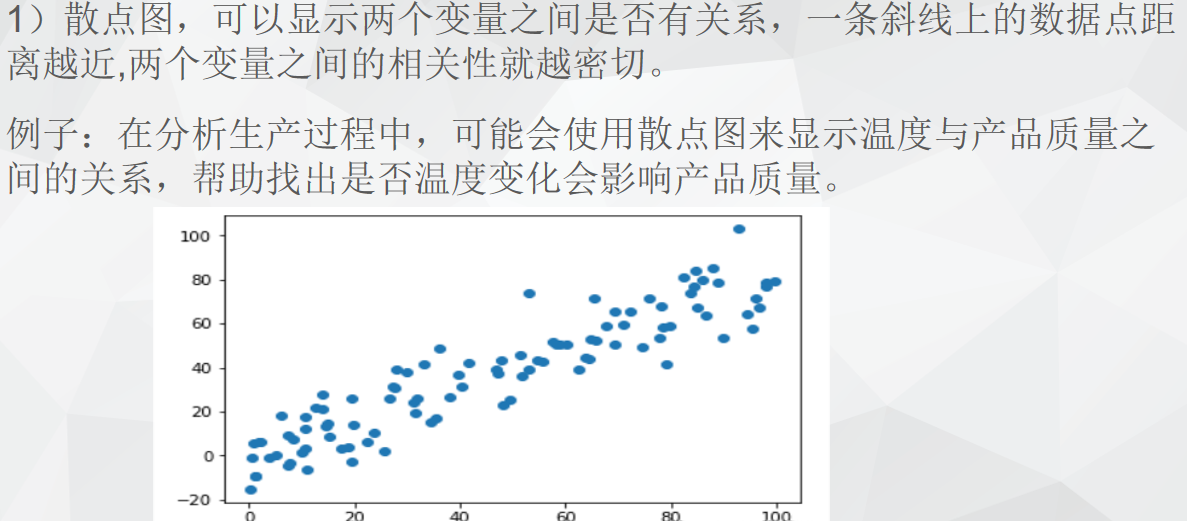 1）散点图，可以显示两个变量之间是否有关系，一条斜线上的数据点距
离越近,两个变量之间的相关性就越密切。
例子：在分析生产过程中，可能会使用散点图来显示温度与产品质量之
间的关系，帮助找出是否温度变化会影响产品质量。
100
80
60
40
20
0
−20
0 20 40 60 80 100